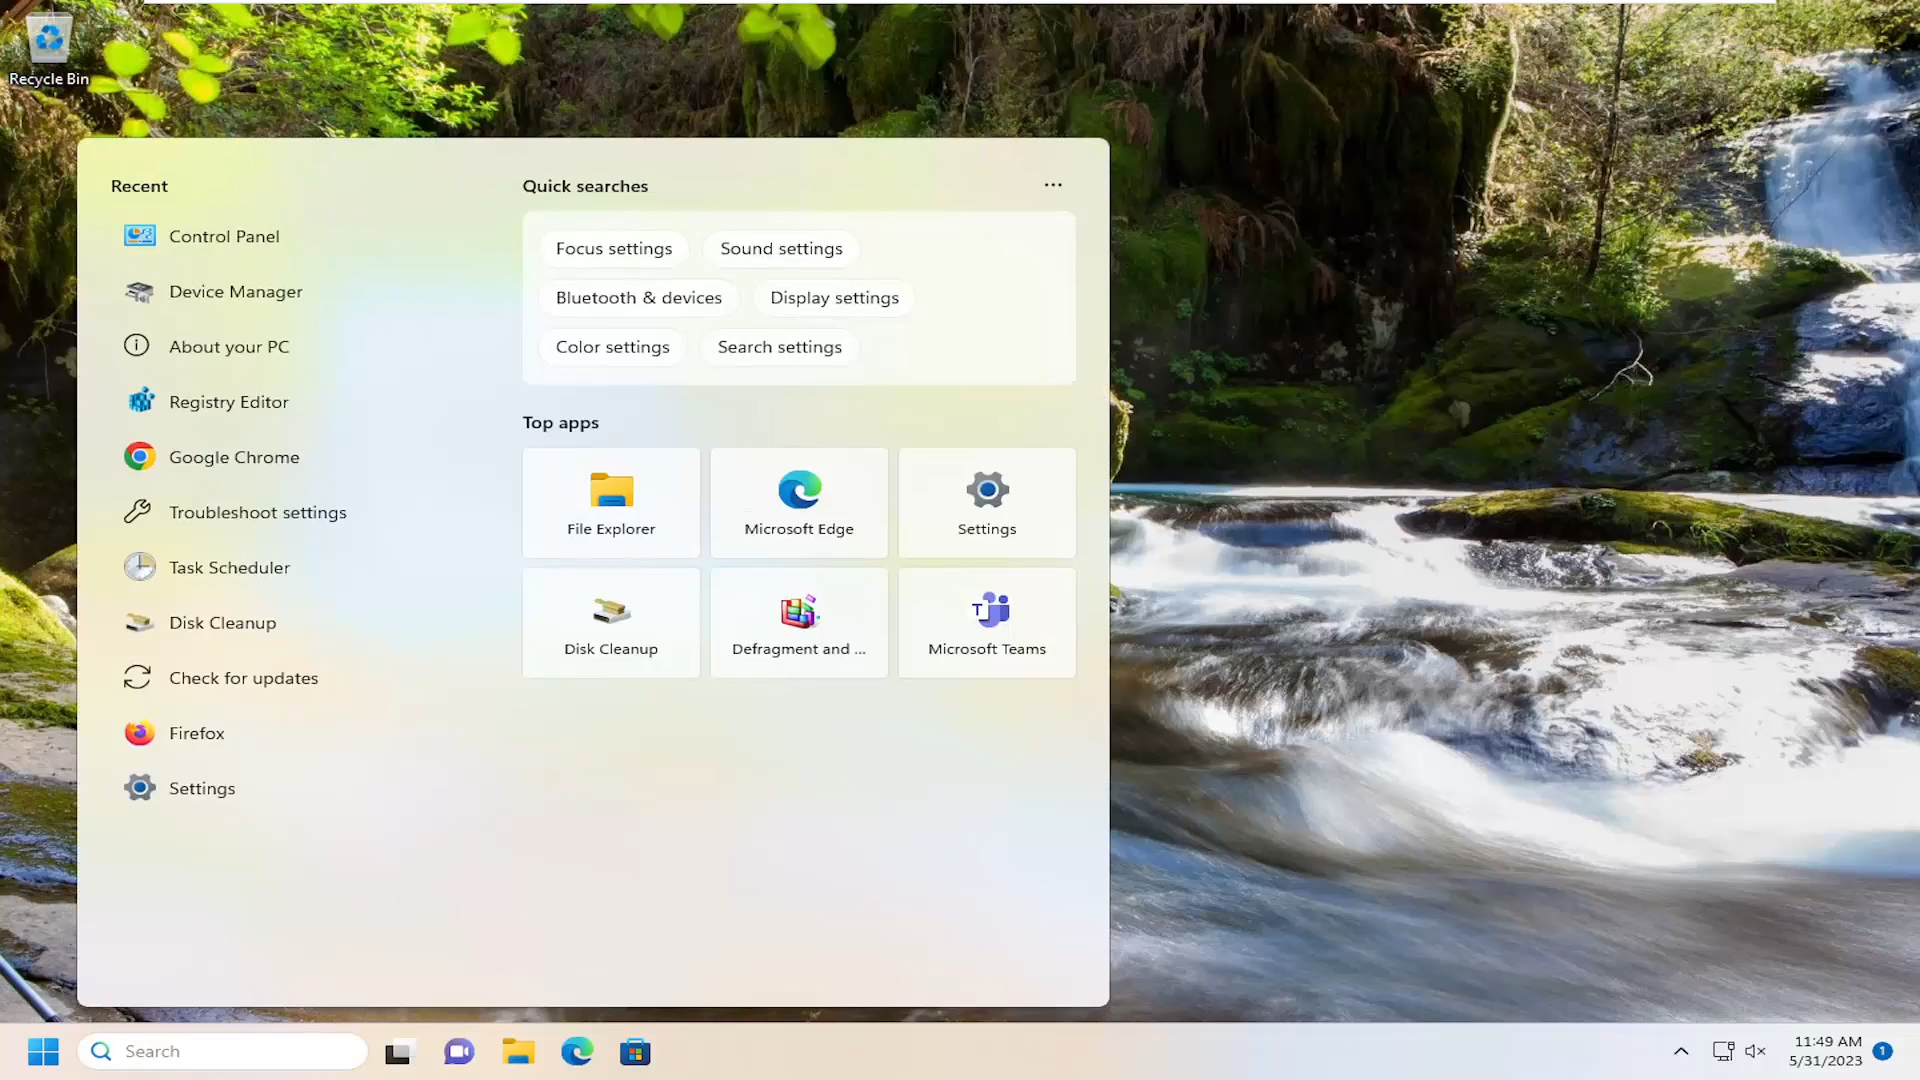 Recycle Bin
Recent
Control Panel
Device Manager
About your PC
Registry Editor
Google Chrome
Troubleshoot settings
Task Scheduler
Disk Cleanup
Check for updates
Firefox
Settings
Quick searches
Focus settings
Sound settings
Bluetooth & devices
Display settings
Color settings
Search settings
Top apps
File Explorer
Microsoft Edge
Settings
Disk Cleanup
Defragment and ...
Microsoft Teams
Search
11:49 AM
5/31/2023
1